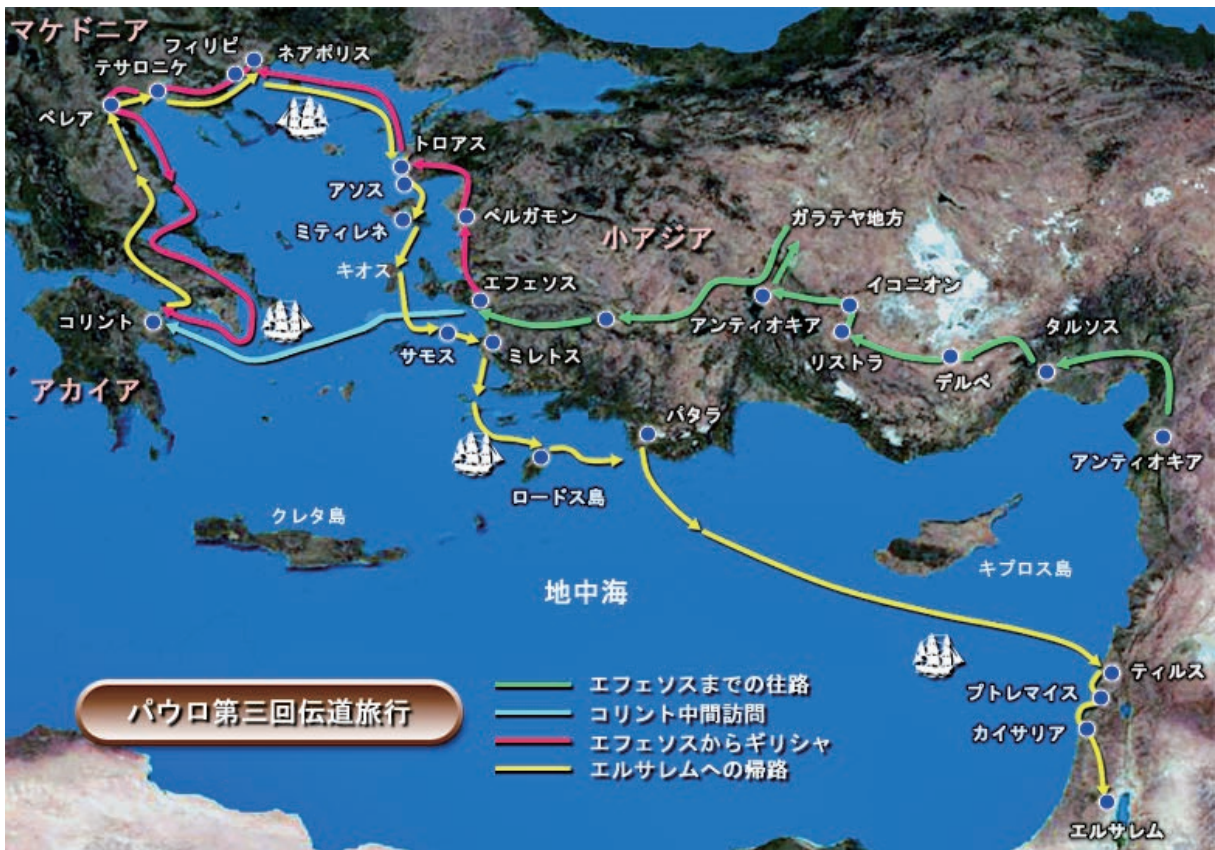 マケドニア
フィリピ
ネアポリス
テサロニケ
ベレア
トロアス
アソス
ペルガモン
ミティレネ
小アジア
ガラテヤ地方
キオス
エフェソス
イコニオン
コリント
アンティオキア
タルソス
サモス
ミレトス
リストラ
デルベ
アカイア
パタラ
アンティオキア
ロードス島
クレタ島
キプロス島
地中海
ティルス
エフェソスまでの往路
プトレマイス
パウロ第三回伝道旅行
コリント中間訪問
カイサリア
エフェソスからギリシャ
エルサレムへの帰路
エルサレム